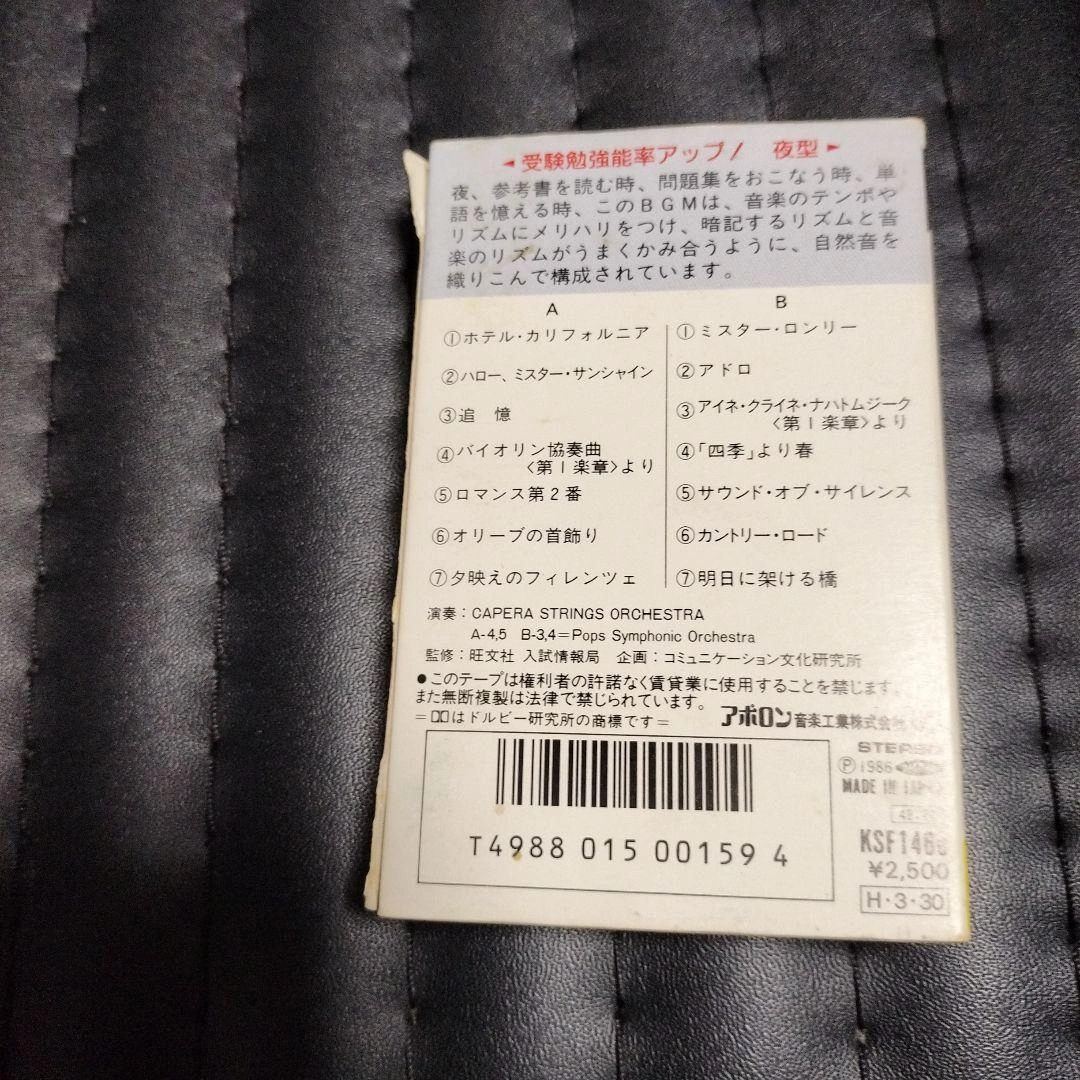 ◄受験勉強能率アップ! 夜型►
夜、参考書を読む時、問題集をおこなう時、単
語を憶える時、このBGMは、音楽のテンポや
リズムにメリハリをつけ、暗記するリズムと音
楽のリズムがうまくかみ合うように、自然音を
織りこんで構成されています。
A
①ホテル・カリフォルニア
②ハロー、ミスター・サンシャイン
③追 憶
④バイオリン協奏曲
〈第1楽章〉より
⑤ロマンス第2番
⑥オリーブの首飾り
⑦夕映えのフィレンツェ
B
①ミスター・ロンリー
②アドロ
③アイネ・クライネ・ナハトムジーク
〈第1楽章〉より
④「四季」より春
⑤サウンド・オブ・サイレンス
⑥カントリー・ロード
⑦明日に架ける橋
演奏:CAPERA STRINGS ORCHESTRA
A-4,5 B-3,4=Pops Symphonic Orchestra
監修:旺文社 入試情報局 企画:コミュニケーション文化研究所
●このテープは権利者の許諾なく賃貸業に使用することを禁じます。
また無断複製は法律で禁じられています。
=はドルビー研究所の商標です=
アポロン音楽工業株式会社
STEREO
Ⓟ1986
MADE IN JAPAN
KSF146
¥2,500
H・3・30
T4988 015 00159 4